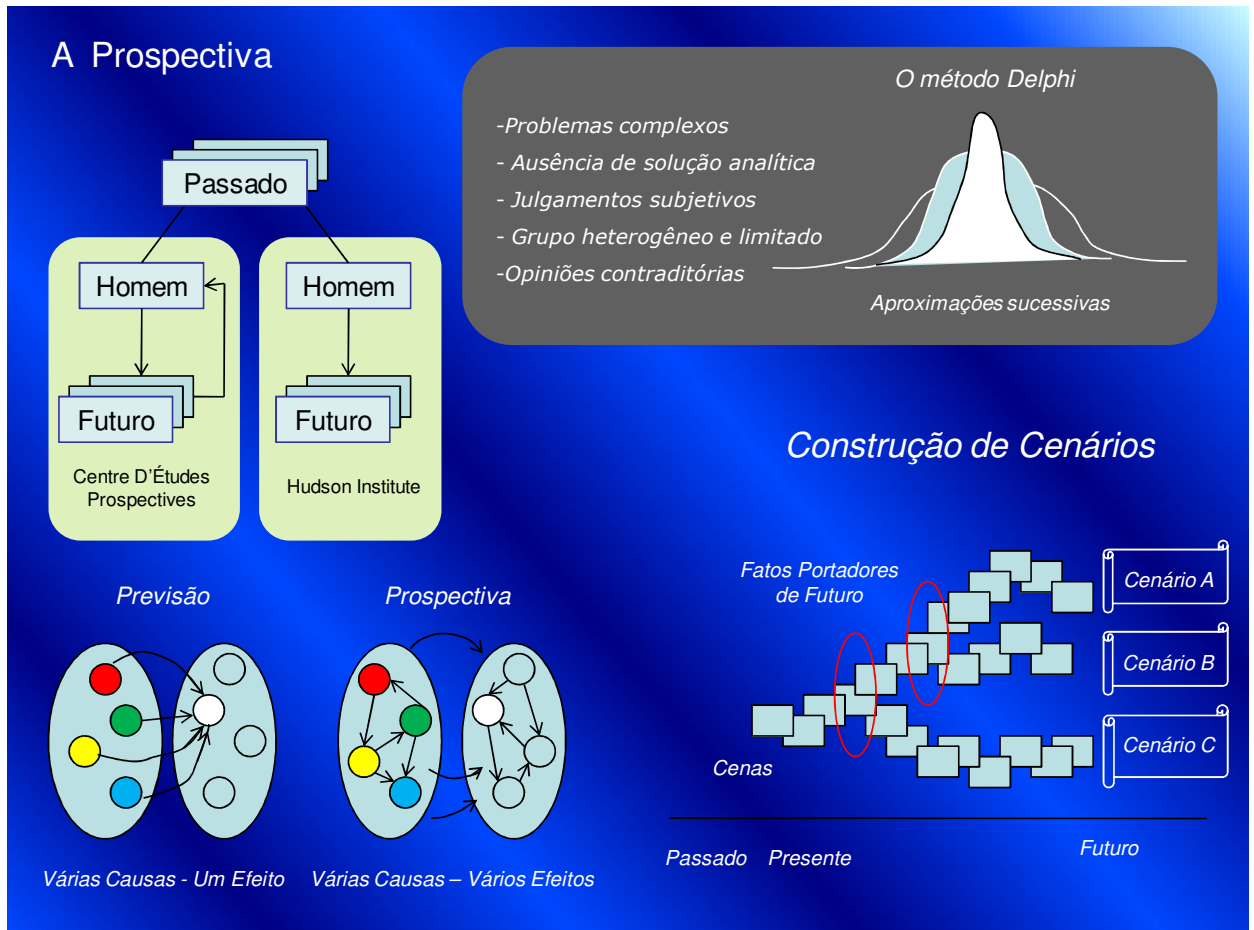 A Prospectiva
Passado
Homem
Futuro
Centre D'Études
Prospectives
Homem
Futuro
Hudson Institute
O método Delphi
-Problemas complexos
- Ausência de solução analítica
- Julgamentos subjetivos
- Grupo heterogêneo e limitado
-Opiniões contraditórias
Aproximações sucessivas
Previsão
Várias Causas - Um Efeito
Prospectiva
Várias Causas – Vários Efeitos
Construção de Cenários
Fatos Portadores
de Futuro
Cenas
Cenário A
Cenário B
Cenário C
Passado
Presente
Futuro